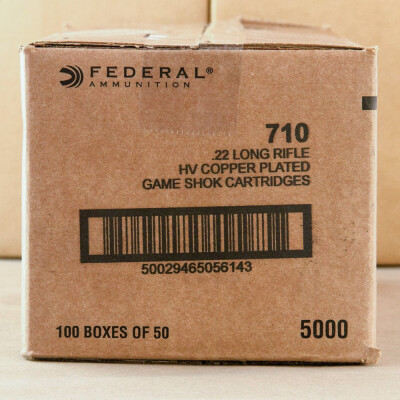 FEDERAL®
AMMUNITION
710
.22 LONG RIFLE
HV COPPER PLATED
GAME SHOK CARTRIDGES
50029465056143
100 BOXES OF 50
5000